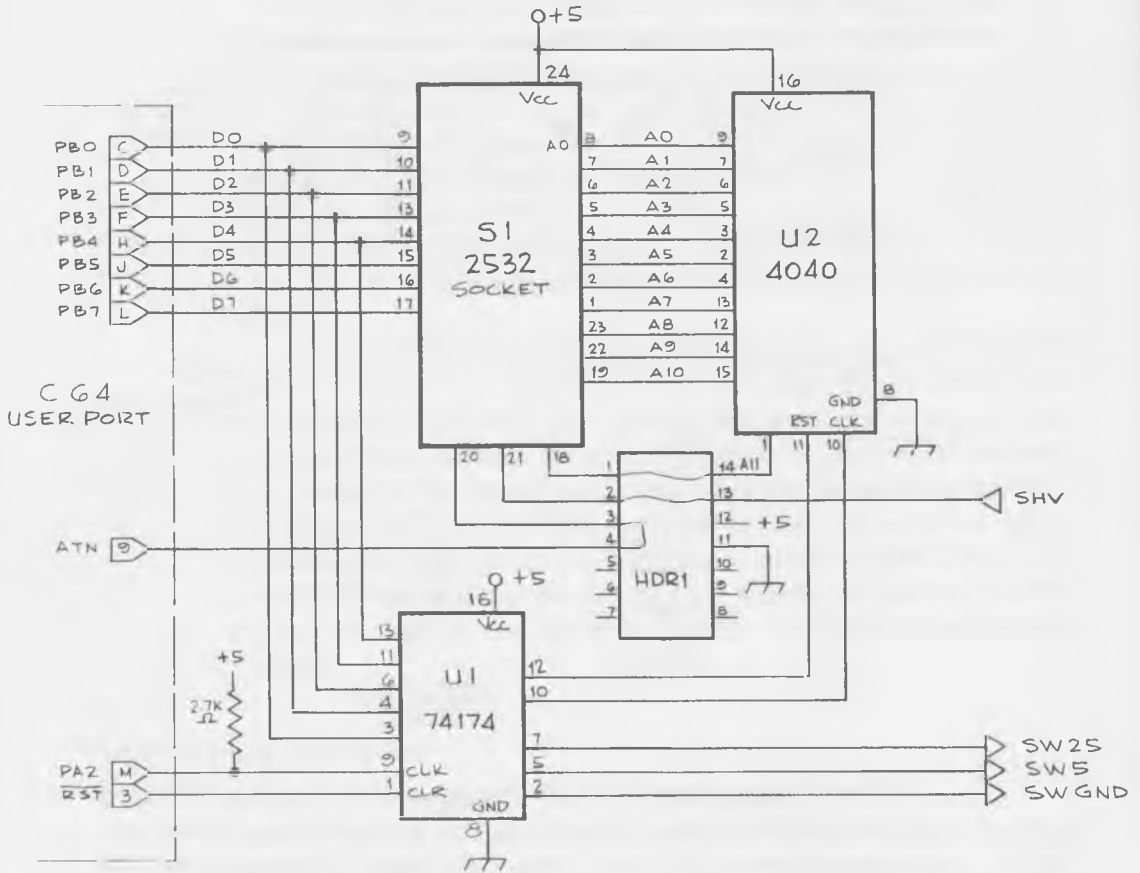 +5
24
Vcc
16
Vcc
PB0 C D0 9
PB1 D D1 10
PB2 E D2 11
PB3 F D3 13
PB4 H D4 14
PB5 J D5 15
PB6 K D6 16
PB7 L D7 17
S1
2532
SOCKET
A0 8 A0 9
7 A1 7
6 A2 6
5 A3 5
4 A4 3
3 A5 2
2 A6 4
1 A7 13
23 A8 12
22 A9 14
19 A10 15
U2
4040
GND 8
RST CLK
1 11 10
C 64
USER PORT
20 21 18
1 14 A11
2 13
SHV
3 12 +5
4 11
5 10
6 9
7 8
HDR1
ATN 9
+5
16
Vcc
13
11
6
4
3
9 CLK
1 CLR
U1
74174
GND
8
12
10
7
5
2
+5
2.7K
Ω
PA2 M
RST 3
SW25
SW5
SWGND